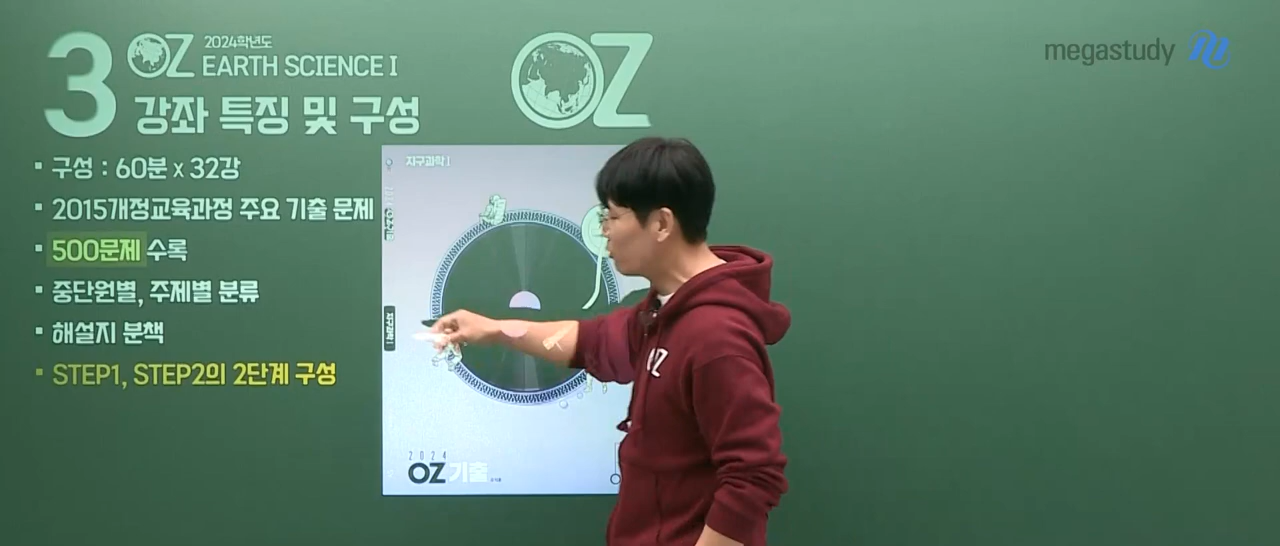 3
OZ 2024학년도
EARTH SCIENCE I
강좌 특징 및 구성
▪ 구성 : 60분 x 32강
▪ 2015개정교육과정 주요 기출 문제
▪ 500문제 수록
▪ 중단원별, 주제별 분류
▪ 해설지 분책
▪ STEP1, STEP2의 2단계 구성
OZ
지구과학 I
2024
OZ 기출
OZ
megastudy